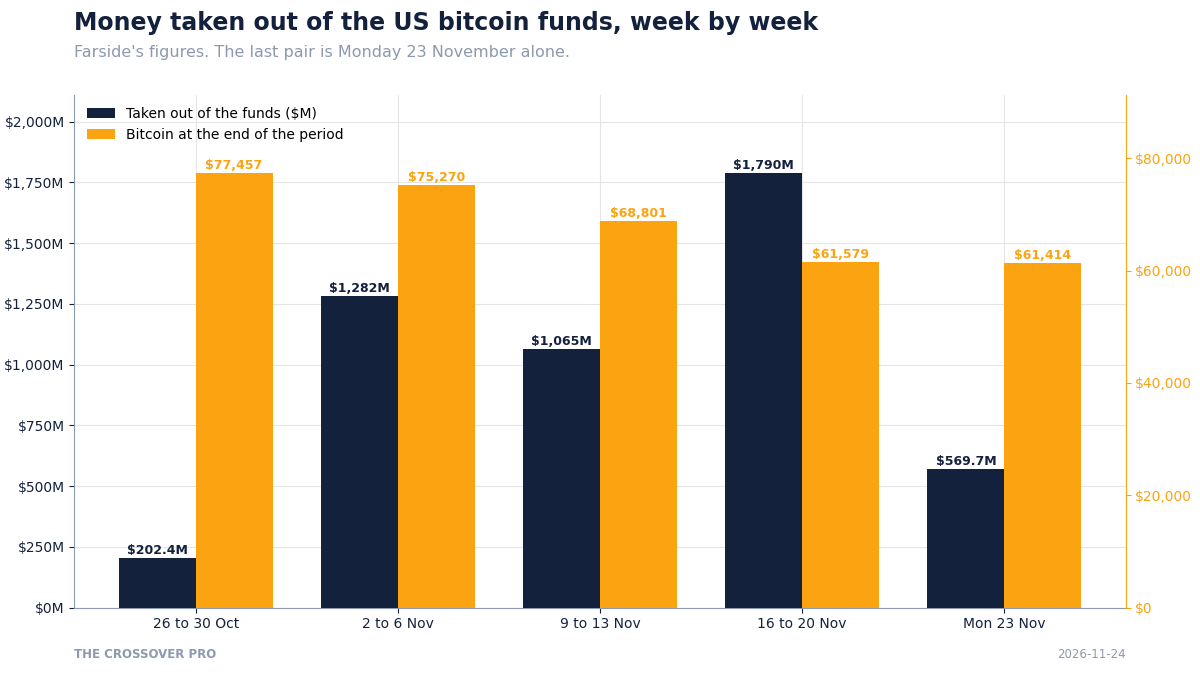 Money taken out of the US bitcoin funds, week by week
Farside's figures. The last pair is Monday 23 November alone.
Taken out of the funds ($M)
Bitcoin at the end of the period
$2,000M
$1,750M
$1,500M
$1,250M
$1,000M
$750M
$500M
$250M
$0M
$80,000
$60,000
$40,000
$20,000
$0
$202.4M
$77,457
$1,282M
$75,270
$1,065M
$68,801
$1,790M
$61,579
$569.7M
$61,414
26 to 30 Oct
2 to 6 Nov
9 to 13 Nov
16 to 20 Nov
Mon 23 Nov
THE CROSSOVER PRO
2026-11-24